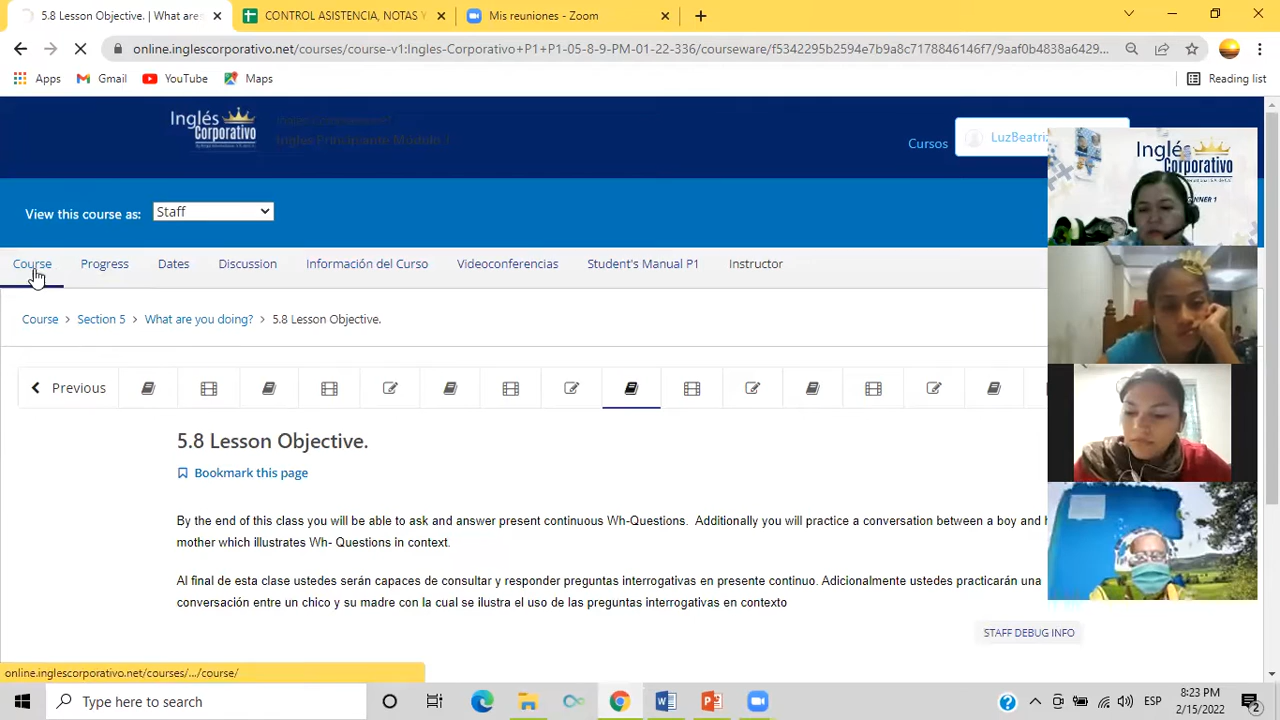 5.8 Lesson Objective. | What are
CONTROL ASISTENCIA, NOTAS Y
Mis reuniones - Zoom
online.inglescorporativo.net/courses/course-v1:Ingles-Corporativo+P1+P1-05-8-9-PM-01-22-336/courseware/f5342295b2594e7b9a8c7178846146f7/9aaf0b4838a6429...
Apps
Gmail
YouTube
Maps
Reading list
Inglés
Corporativo
Ingles Principiante Modulo 1
Cursos
LuzBeatriz
Inglés
Corporativo
View this course as:
Staff
Course
Progress
Dates
Discussion
Información del Curso
Videoconferencias
Student's Manual P1
Instructor
Course > Section 5 > What are you doing? > 5.8 Lesson Objective.
Previous
5.8 Lesson Objective.
Bookmark this page
By the end of this class you will be able to ask and answer present continuous Wh-Questions. Additionally you will practice a conversation between a boy and
mother which illustrates Wh- Questions in context.
Al final de esta clase ustedes serán capaces de consultar y responder preguntas interrogativas en presente continuo. Adicionalmente ustedes practicarán una
conversación entre un chico y su madre con la cual se ilustra el uso de las preguntas interrogativas en contexto
STAFF DEBUG INFO
online.inglescorporativo.net/courses/.../course/
Type here to search
ESP
8:23 PM
2/15/2022
2